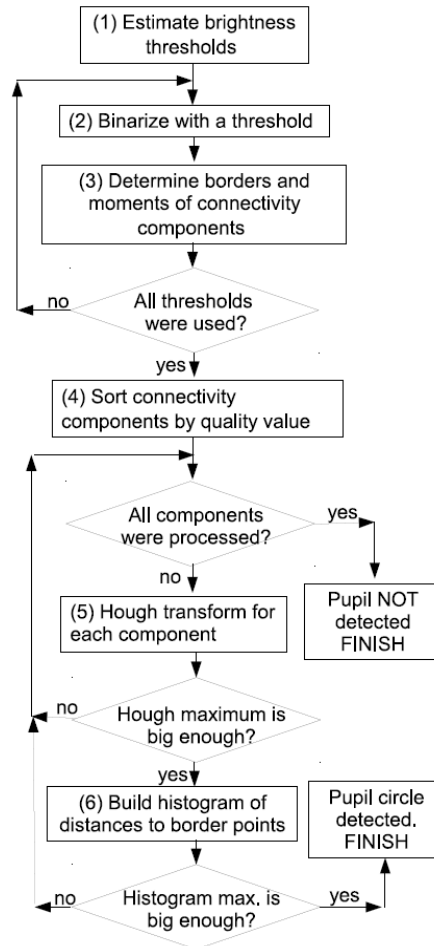 (1) Estimate brightness
thresholds
(2) Binarize with a threshold
(3) Determine borders and
moments of connectivity
components
no
All thresholds
were used?
yes
(4) Sort connectivity
components by quality value
All components
were processed?
yes
no
Pupil NOT
detected
FINISH
(5) Hough transform for
each component
no
Hough maximum is
big enough?
yes
(6) Build histogram of
distances to border points
Pupil circle
detected,
FINISH
no
Histogram max. is
big enough?
yes